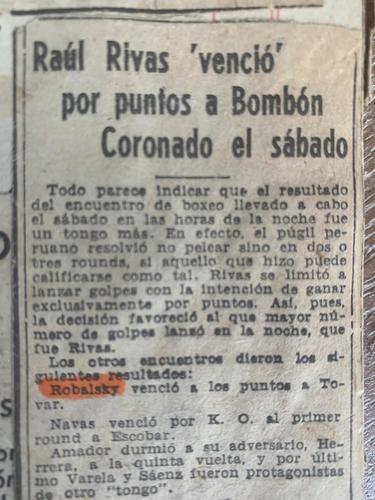 Raúl Rivas 'venció'
por puntos a Bombón
Coronado el sábado
Todo parece indicar que el resultado
del encuentro de boxeo llevado a cabo
el sábado en las horas de la noche fue
un tongo más. En efecto, el púgil pe-
ruano resolvió no pelear sino en dos o
tres rounds, si aquello que hizo puede
calificarse como tal. Rivas se limitó a
lanzar golpes con la intención de ganar
exclusivamente por puntos. Así, pues,
la decisión favoreció al que mayor nú-
mero de golpes lanzó en la noche, que
fue Rivas.
Los otros encuentros dieron los si-
guientes resultados:
Robalsky venció a los puntos a To-
var.
Navas venció por K. O. al primer
round a Escobar.
Amador durmió a su adversario, He-
rrera, a la quinta vuelta, y por último
Varela y Sáenz fueron protagonistas
de otro "tongo".